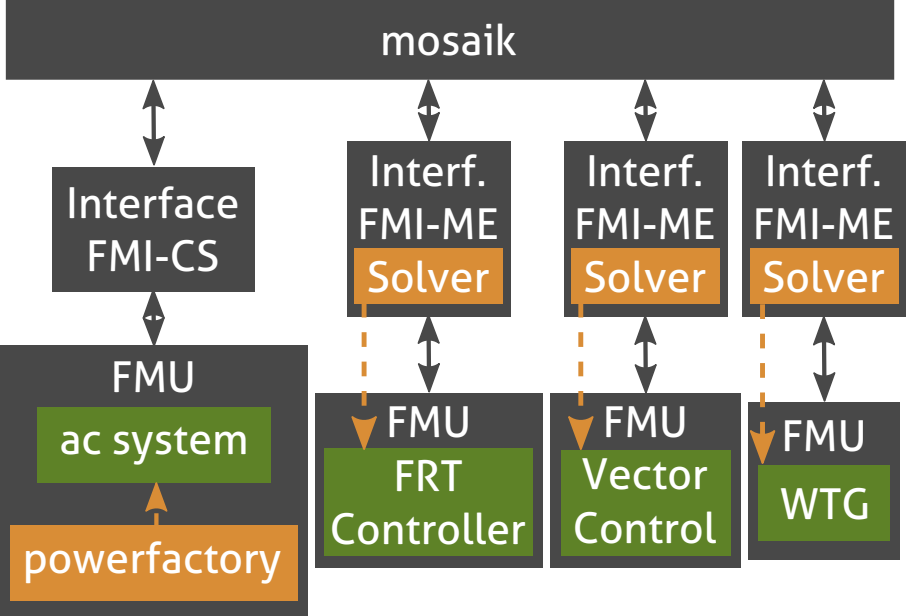 mosaik
Interface
FMI-CS
Interf.
FMI-ME
Solver
Interf.
FMI-ME
Solver
Interf.
FMI-ME
Solver
FMU
ac system
powerfactory
FMU
FRT
Controller
FMU
Vector
Control
FMU
WTG